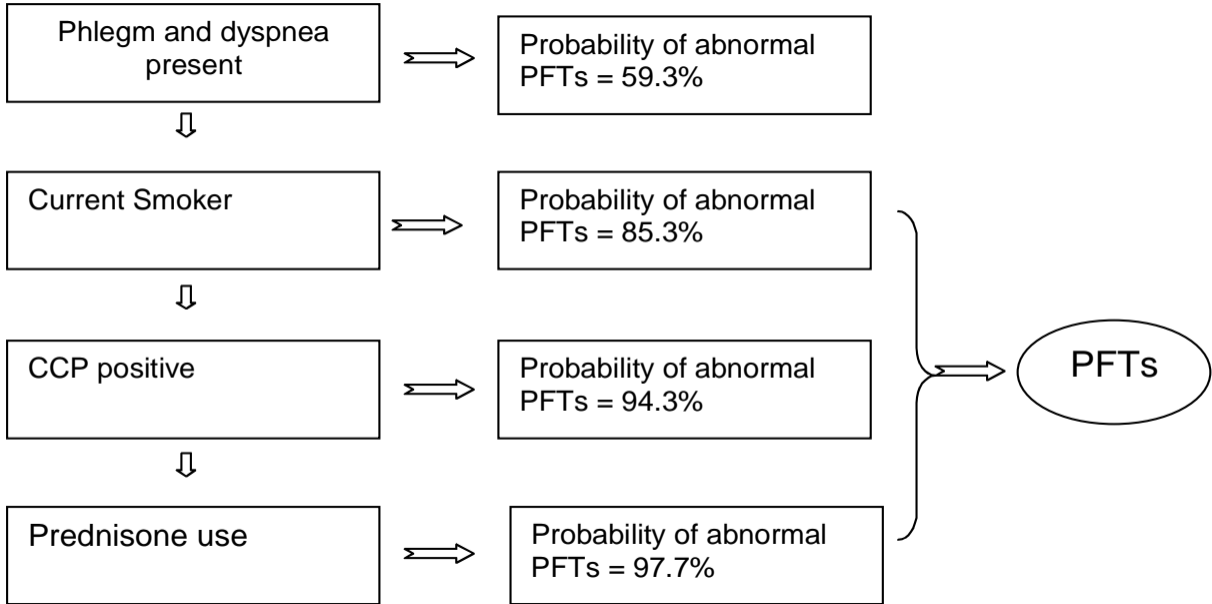 Phlegm and dyspnea
present
Probability of abnormal
PFTs = 59.3%
Current Smoker
Probability of abnormal
PFTs = 85.3%
CCP positive
Probability of abnormal
PFTs = 94.3%
Prednisone use
Probability of abnormal
PFTs = 97.7%
PFTs